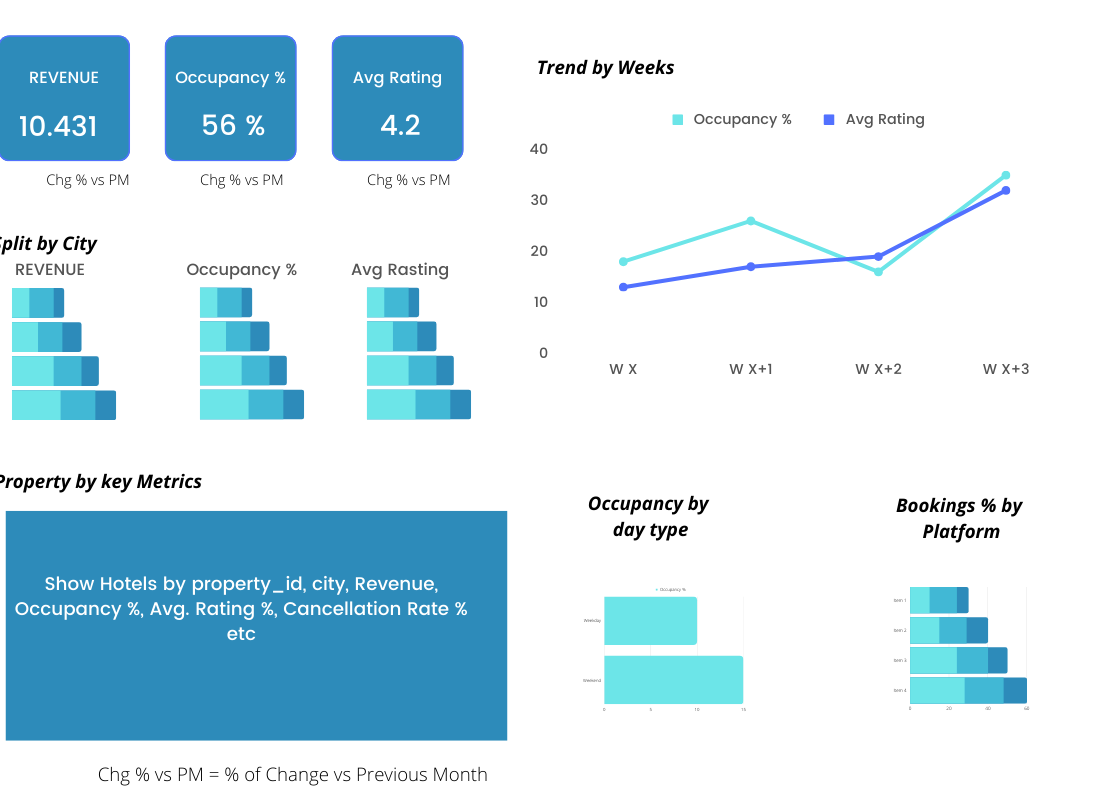 REVENUE
10.431
Chg % vs PM
Occupancy %
56 %
Chg % vs PM
Avg Rating
4.2
Chg % vs PM
Trend by Weeks
Occupancy %
Avg Rating
40
30
20
10
0
W X
W X+1
W X+2
W X+3
Split by City
REVENUE
Occupancy %
Avg Rasting
Property by key Metrics
Show Hotels by property_id, city, Revenue,
Occupancy %, Avg. Rating %, Cancellation Rate %
etc
Chg % vs PM = % of Change vs Previous Month
Occupancy by
day type
Occupancy %
Weekday
Weekend
0
5
10
15
Bookings % by
Platform
Item 1
Item 2
Item 3
Item 4
0
20
40
60